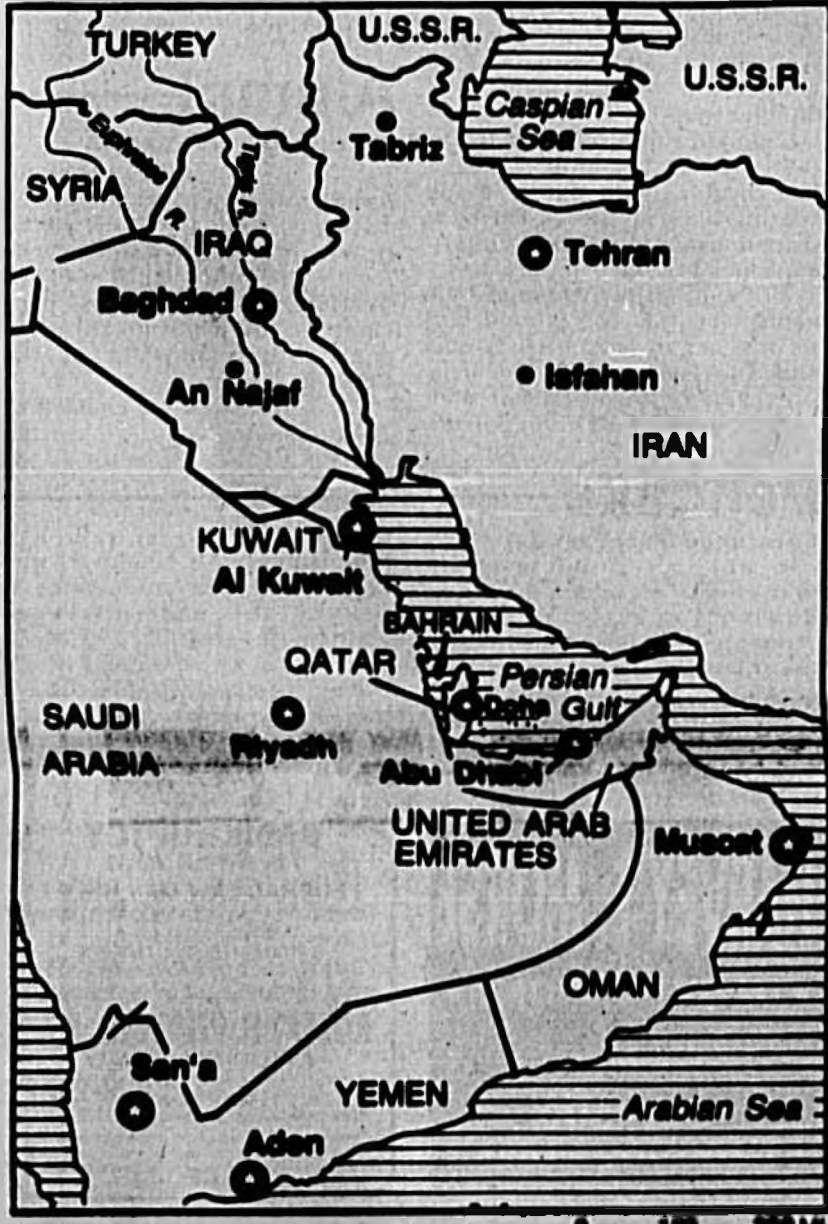 TURKEY
U.S.S.R.
U.S.S.R.
Caspian
Sea
Tabriz
Euphrates R.
Tigris R.
SYRIA
IRAQ
Tehran
Baghdad
Isfahan
An Najaf
IRAN
KUWAIT
Al Kuwait
BAHRAIN
QATAR
Persian
Gulf
Doha
SAUDI
ARABIA
Riyadh
Abu Dhabi
UNITED ARAB
EMIRATES
Muscat
OMAN
San'a
YEMEN
Arabian Sea
Aden